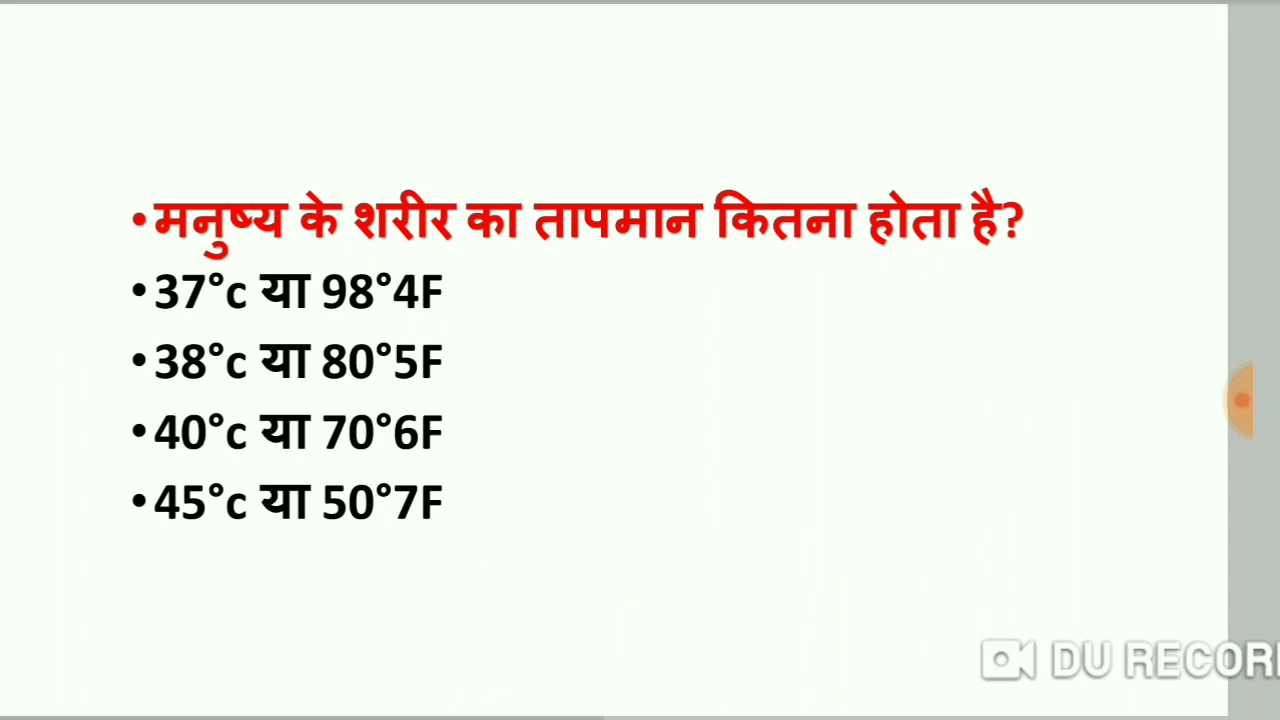 •मनुष्य के शरीर का तापमान कितना होता है?
•37°c या 98°4F
•38°c या 80°5F
•40°c या 70°6F
•45°c या 50°7F
DU RECOR